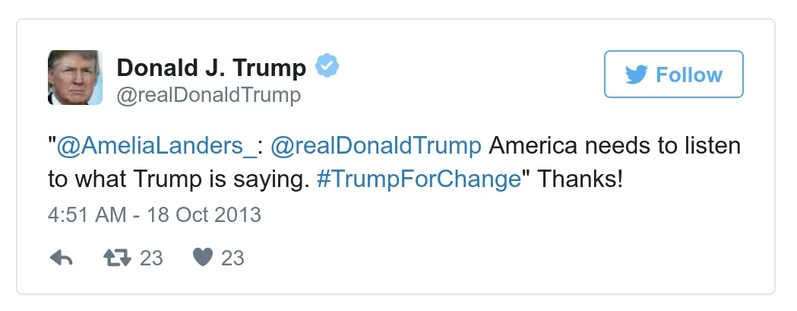 Donald J. Trump
@realDonaldTrump
Follow
"@AmeliaLanders_: @realDonaldTrump America needs to listen
to what Trump is saying. #TrumpForChange" Thanks!
4:51 AM - 18 Oct 2013
23 23